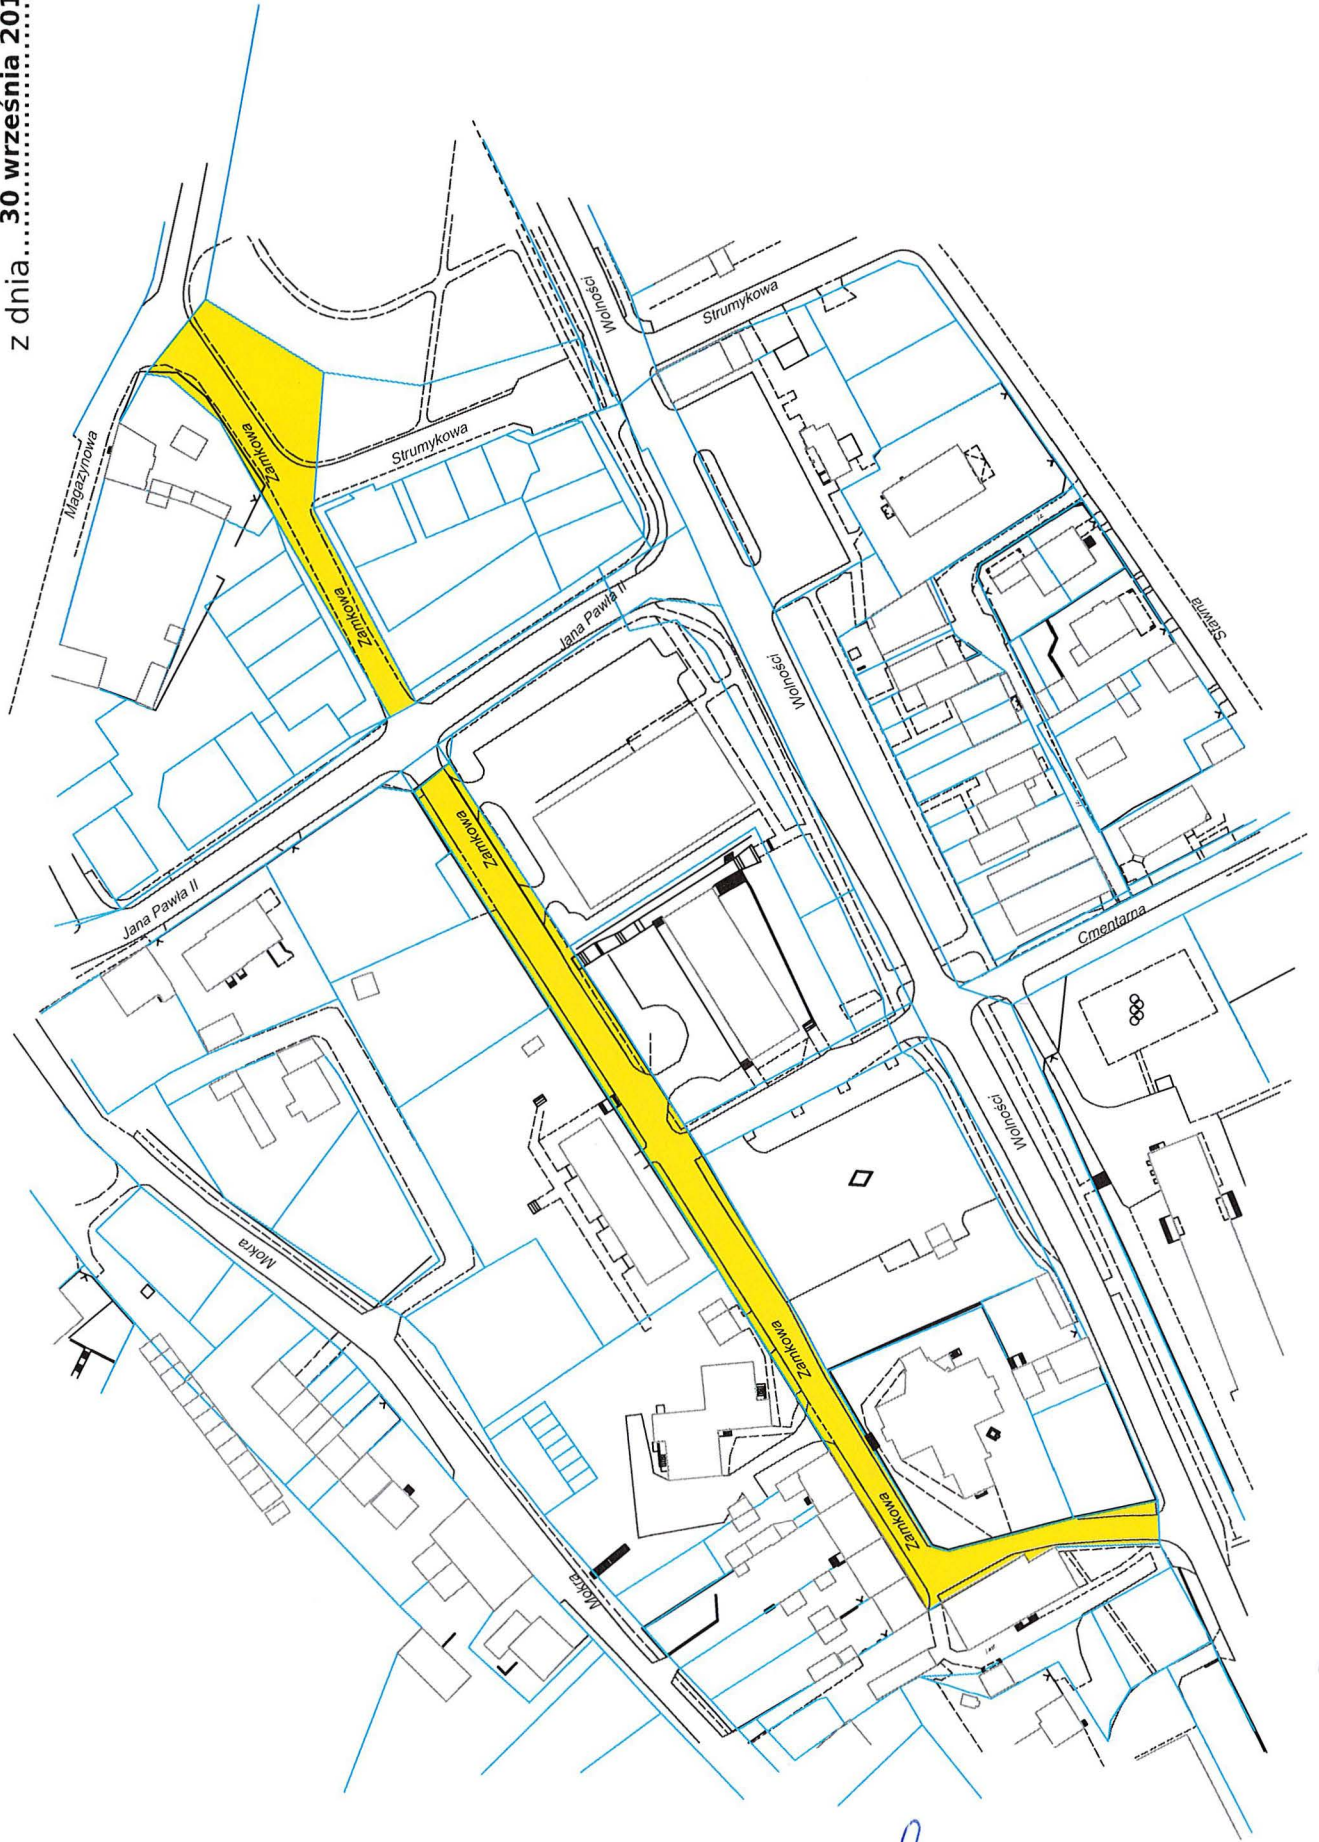 z dnia....30 września 201
Magazynowa
Zamkowa
Strumykowa
Zamkowa
Jana Pawła II
Wolności
Strumykowa
Jana Pawła II
Zamkowa
Wolności
Sławna
Cmentarna
Mokra
Wolności
Zamkowa
Zamkowa
Mokra